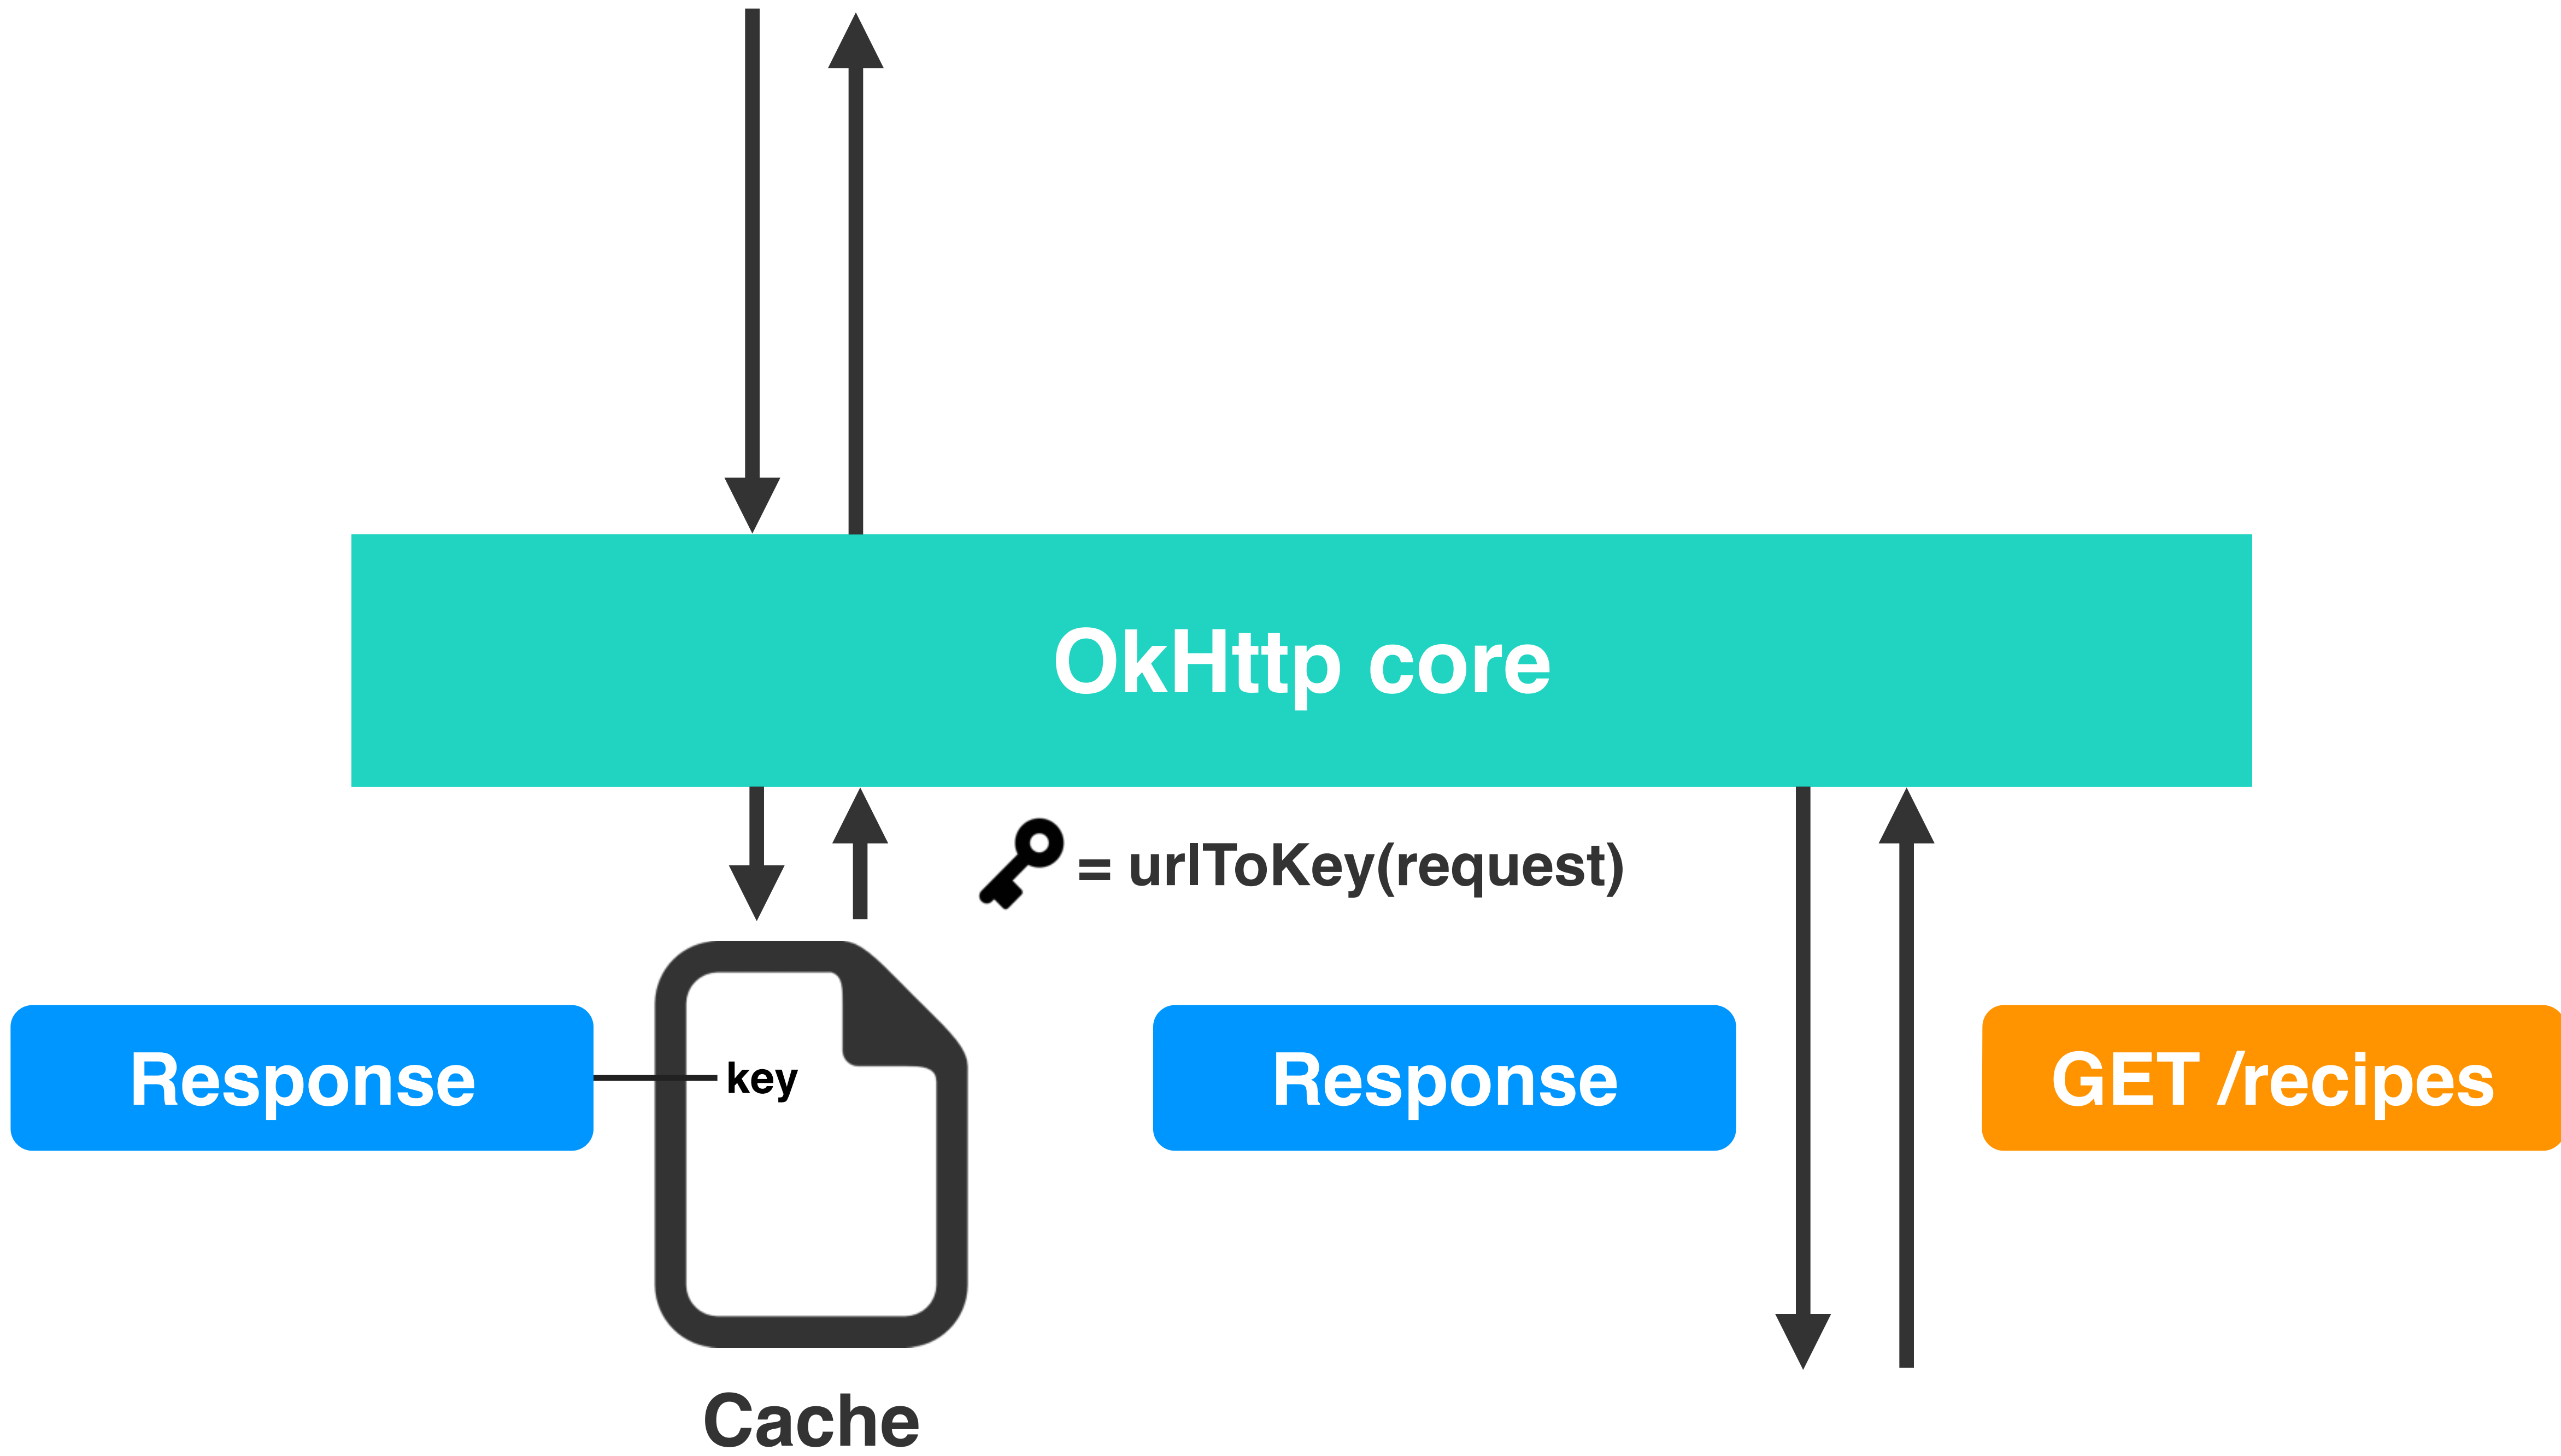 OkHttp core
= urlToKey(request)
Response
key
Response
GET /recipes
Cache